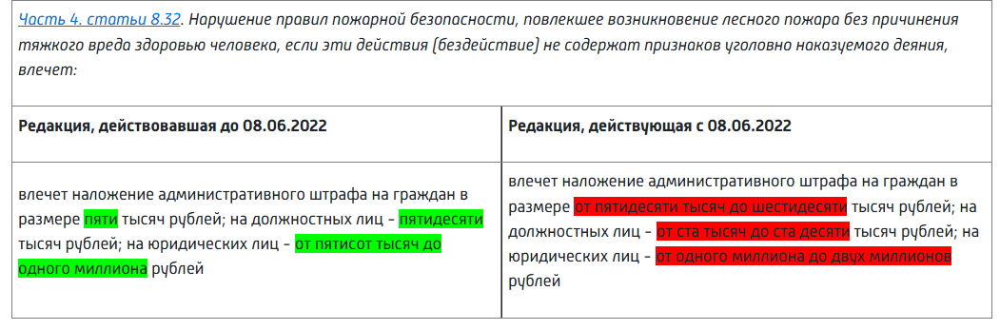 Часть 4. статьи 8.32. Нарушение правил пожарной безопасности, повлекшее возникновение лесного пожара без причинения
тяжкого вреда здоровью человека, если эти действия (бездействие) не содержат признаков уголовно наказуемого деяния,
влечет:
Редакция, действовавшая до 08.06.2022
Редакция, действующая с 08.06.2022
влечет наложение административного штрафа на граждан в
размере пяти тысяч рублей; на должностных лиц – пятидесяти
тысяч рублей; на юридических лиц – от пятисот тысяч до
одного миллиона рублей
влечет наложение административного штрафа на граждан в
размере от пятидесяти тысяч до шестидесяти тысяч рублей; на
должностных лиц – от ста тысяч до ста десяти тысяч рублей; на
юридических лиц – от одного миллиона до двух миллионов
рублей